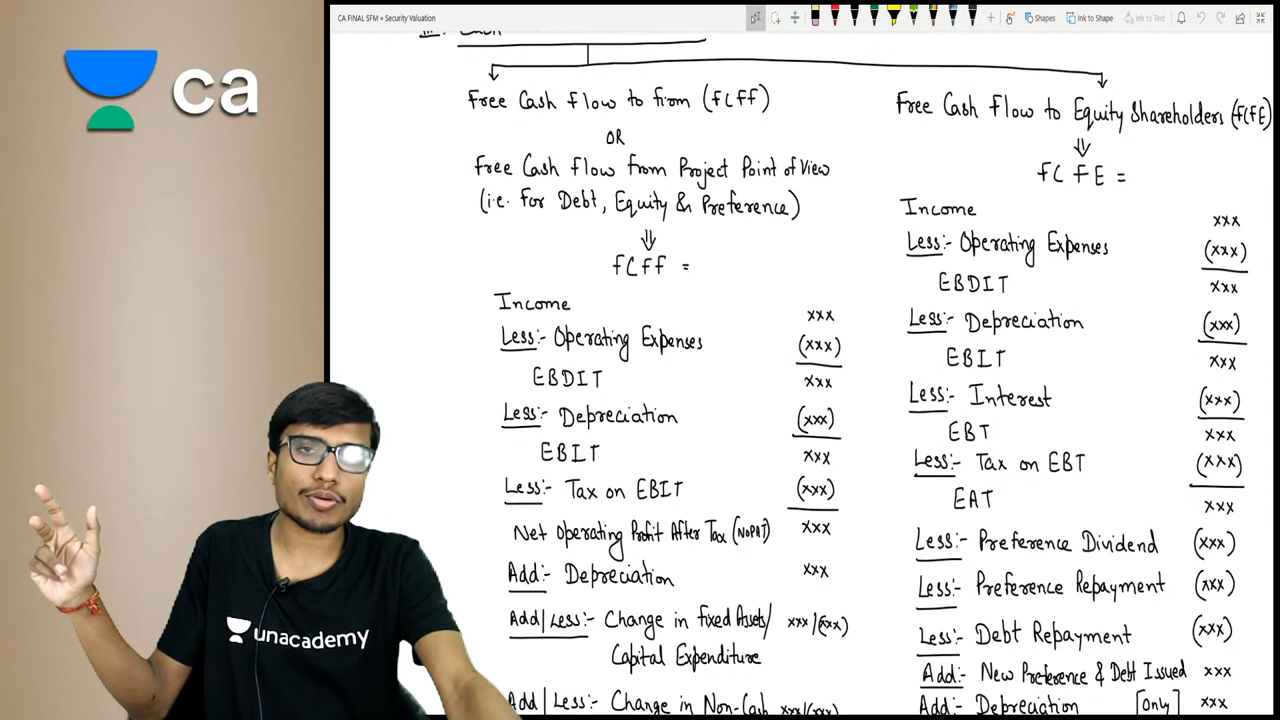 CA FINAL SFM » Security Valuation
Shapes
Ink to Shape
Ink to Text
ca
unacademy
III. Cash
Free Cash Flow to firm (FCFF)
OR
Free Cash flow from Project Point of View
(i.e. For Debt, Equity & Preference)
⇓
FCFF =
Income xxx
Less:- Operating Expenses (xxx)
EBDIT xxx
Less:- Depreciation (xxx)
EBIT xxx
Less:- Tax on EBIT (xxx)
Net Operating Profit After Tax (NOPAT) xxx
Add:- Depreciation xxx
Add/Less:- Change in Fixed Assets/ xxx/(xxx)
Capital Expenditure
Add/Less:- Change in Non-Cash xxx/(xxx)
Free Cash Flow to Equity Shareholders (FCFE)
⇓
FCFE =
Income xxx
Less:- Operating Expenses (xxx)
EBDIT xxx
Less:- Depreciation (xxx)
EBIT xxx
Less:- Interest (xxx)
EBT xxx
Less:- Tax on EBT (xxx)
EAT xxx
Less:- Preference Dividend (xxx)
Less:- Preference Repayment (xxx)
Less:- Debt Repayment (xxx)
Add:- New Preference & Debt Issued xxx
Add:- Depreciation [Only] xxx